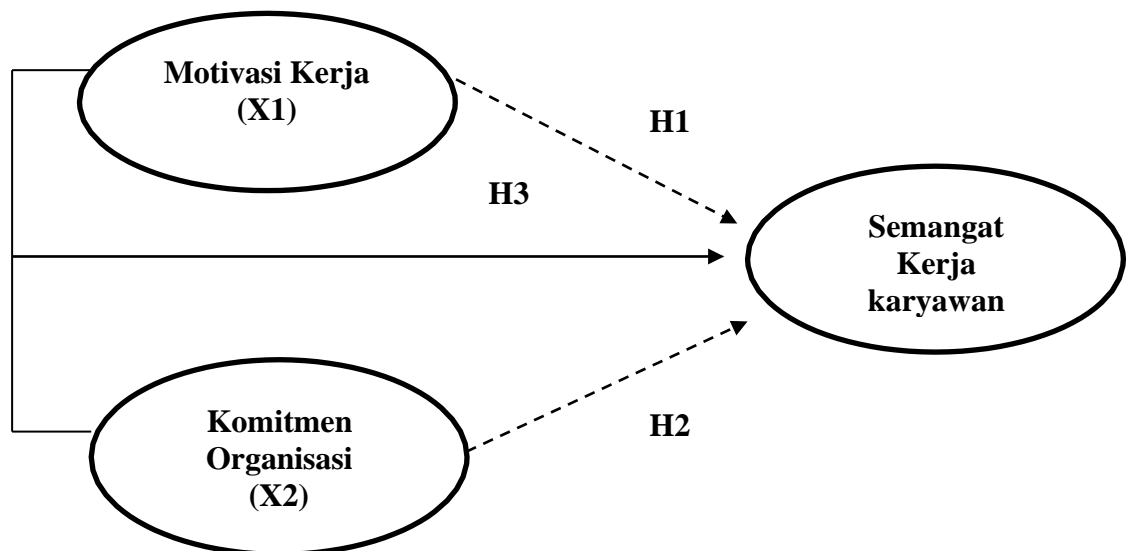 Motivasi Kerja
(X1)
H1
H3
Semangat
Kerja
karyawan
Komitmen
Organisasi
(X2)
H2